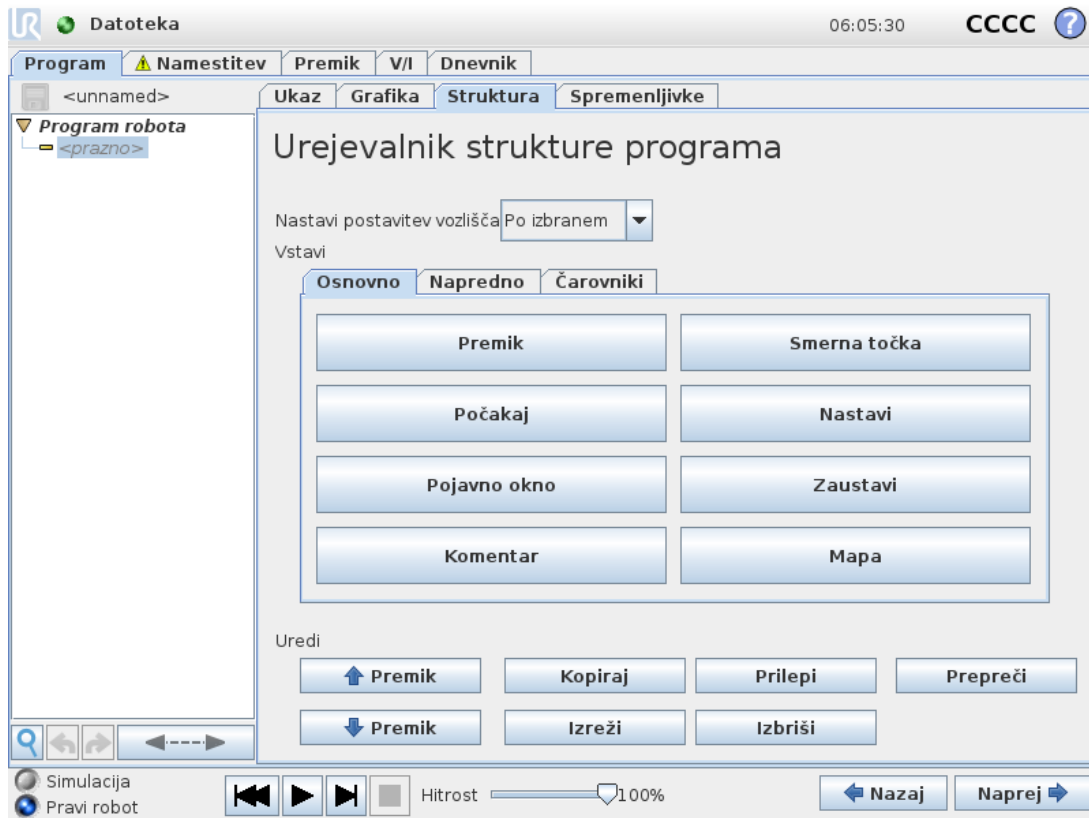 UR Datoteka 06:05:30 CCCC ?
Program Namestitev Premik V/I Dnevnik
<unnamed> Ukaz Grafika Struktura Spremenljivke
Program robota
<prazno>
Urejevalnik strukture programa
Nastavi postavitev vozlišča Po izbranem
Vstavi
Osnovno Napredno Čarovniki
Premik Smerna točka
Počakaj Nastavi
Pojavno okno Zaustavi
Komentar Mapa
Uredi
Premik Kopiraj Prilepi Prepreči
Premik Izreži Izbriši
Simulacija
Pravi robot
Hitrost 100% Nazaj Naprej